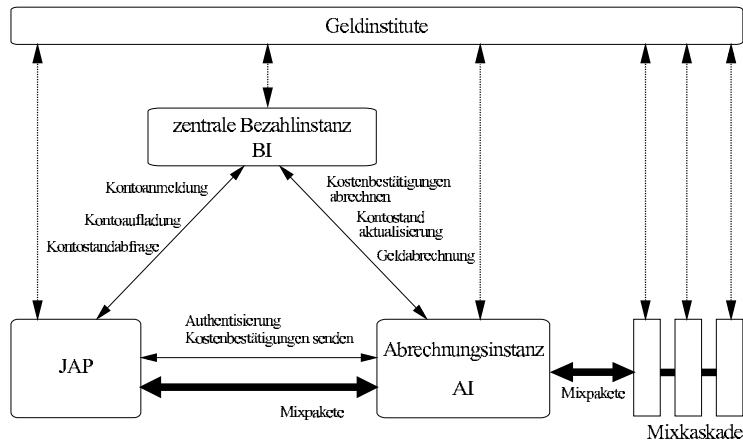 Geldinstitute
zentrale Bezahlinstanz
BI
Kontoanmeldung
Kontoaufladung
Kontostandabfrage
Kostenbestätigungen
abrechnen
Kontostand
aktualisierung
Geldabrechnung
Authentisierung
Kostenbestätigungen senden
JAP
Mixpakete
Abrechnungsinstanz
AI
Mixpakete
Mixkaskade